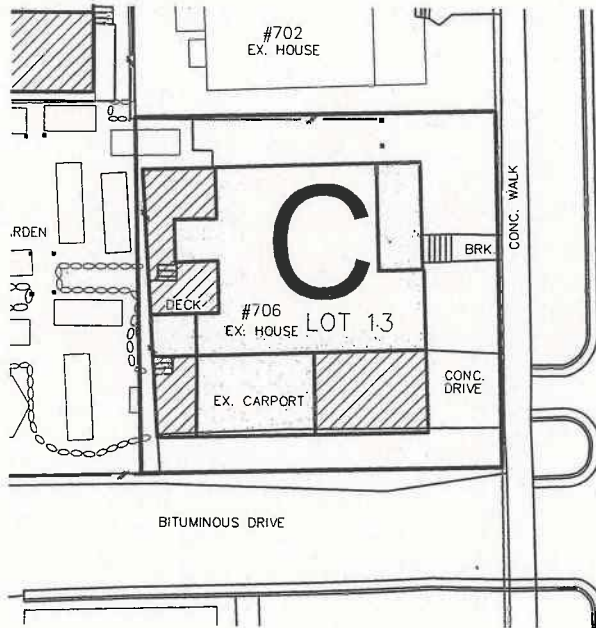 #702
EX. HOUSE
CONC. WALK
C
BRK.
ARDEN
DECK
#706
EX. HOUSE
LOT 13
EX. CARPORT
CONC.
DRIVE
BITUMINOUS DRIVE